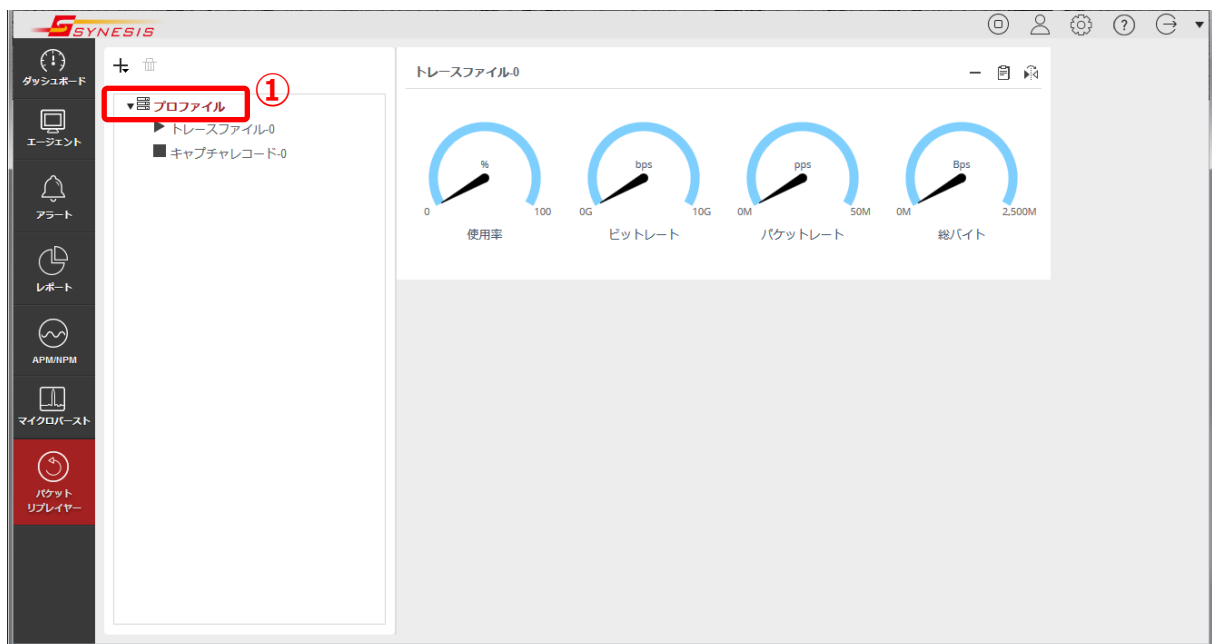 SYNESIS
ダッシュボード
エージェント
アラート
レポート
APM/NPM
マイクロバースト
パケット
リプレイヤー
①
プロファイル
トレースファイル-0
キャプチャレコード-0
トレースファイル-0
%
0
100
使用率
bps
0G
10G
ビットレート
pps
0M
50M
パケットレート
Bps
0M
2,500M
総バイト